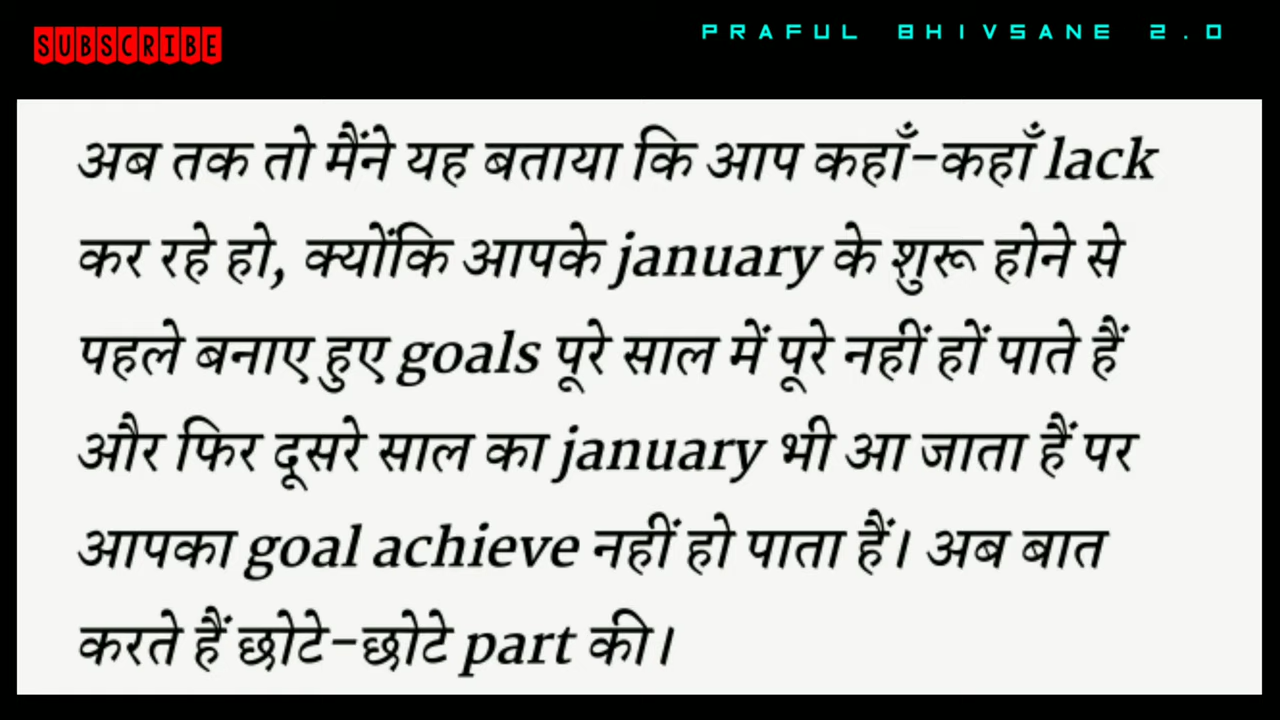 SUBSCRIBE
PRAFUL BHIVSANE 2.0
अब तक तो मैंने यह बताया कि आप कहाँ-कहाँ lack
कर रहे हो, क्योंकि आपके january के शुरू होने से
पहले बनाए हुए goals पूरे साल में पूरे नहीं हों पाते हैं
और फिर दूसरे साल का january भी आ जाता हैं पर
आपका goal achieve नहीं हो पाता हैं। अब बात
करते हैं छोटे-छोटे part की।